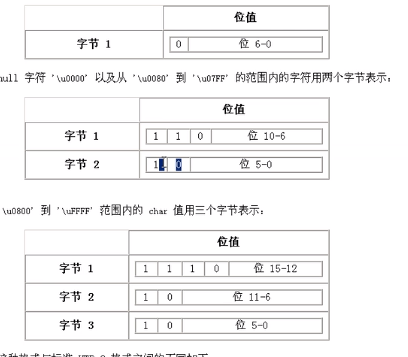 位值
字节 1 0 位 6-0
null 字符 '\u0000' 以及从 '\u0080' 到 '\u07FF' 的范围内的字符用两个字节表示：
位值
字节 1 1 1 0 位 10-6
字节 2 1 0 位 5-0
\u0800' 到 '\uFFFF' 范围内的 char 值用三个字节表示：
位值
字节 1 1 1 1 0 位 15-12
字节 2 1 0 位 11-6
字节 3 1 0 位 5-0